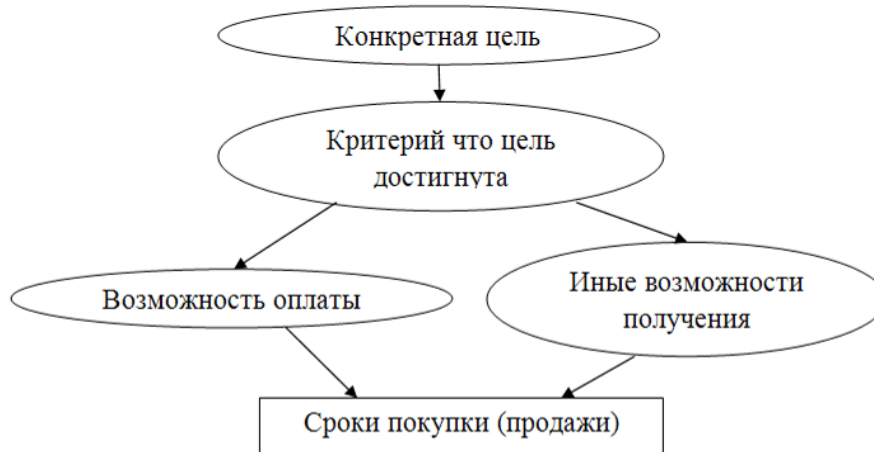 Конкретная цель
Критерий что цель
достигнута
Возможность оплаты
Иные возможности
получения
Сроки покупки (продажи)